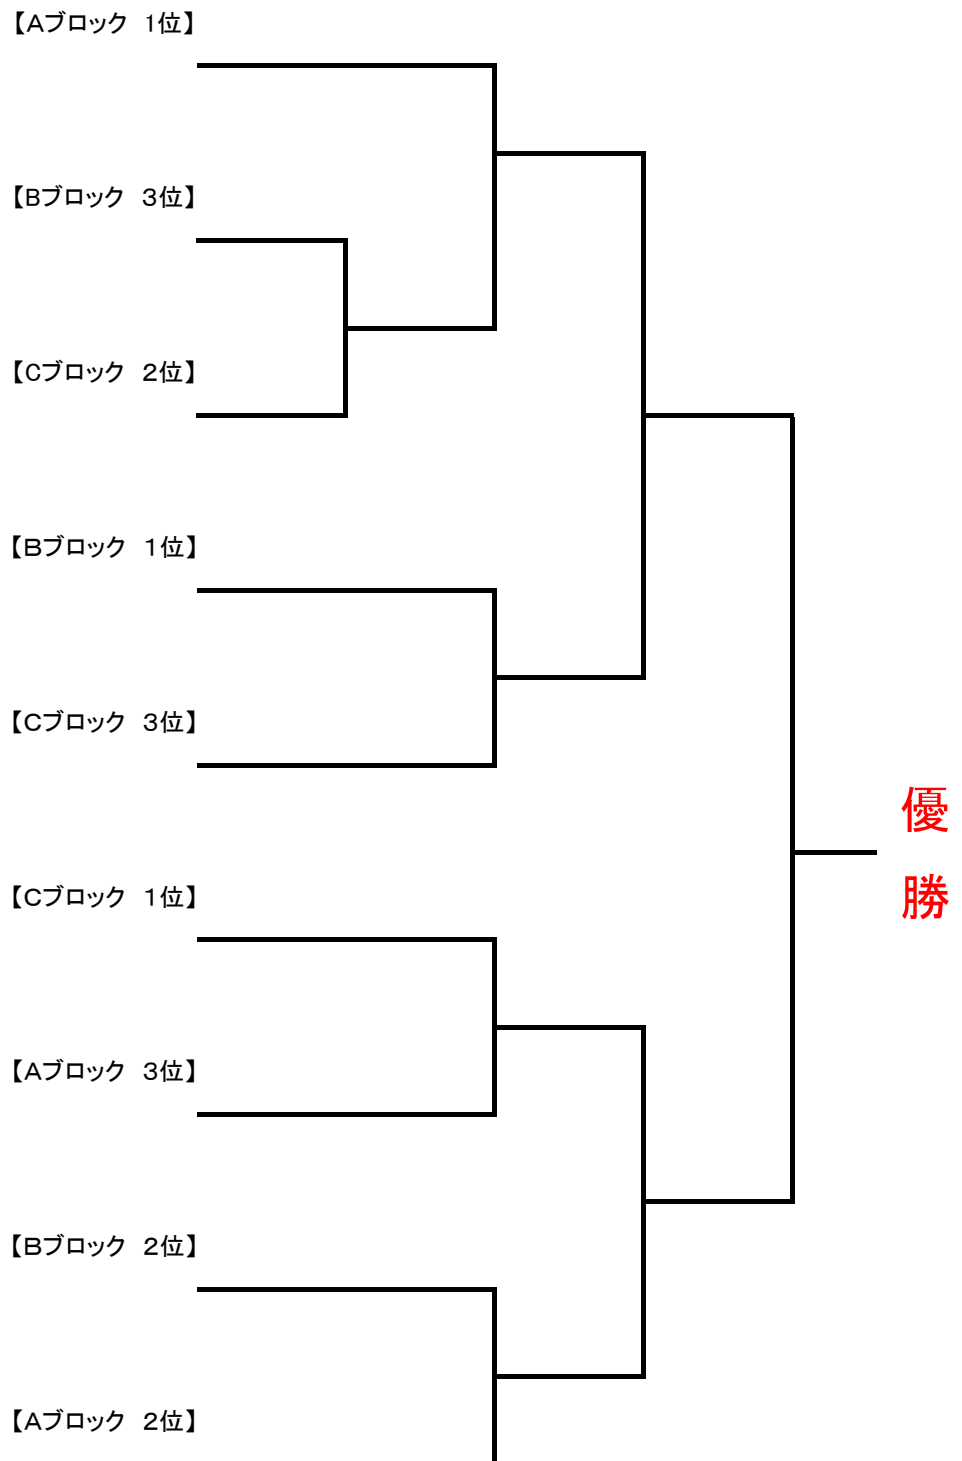 【Aブロック　1位】
【Bブロック　3位】
【Cブロック　2位】
【Bブロック　1位】
【Cブロック　3位】
優
勝
【Cブロック　1位】
【Aブロック　3位】
【Bブロック　2位】
【Aブロック　2位】